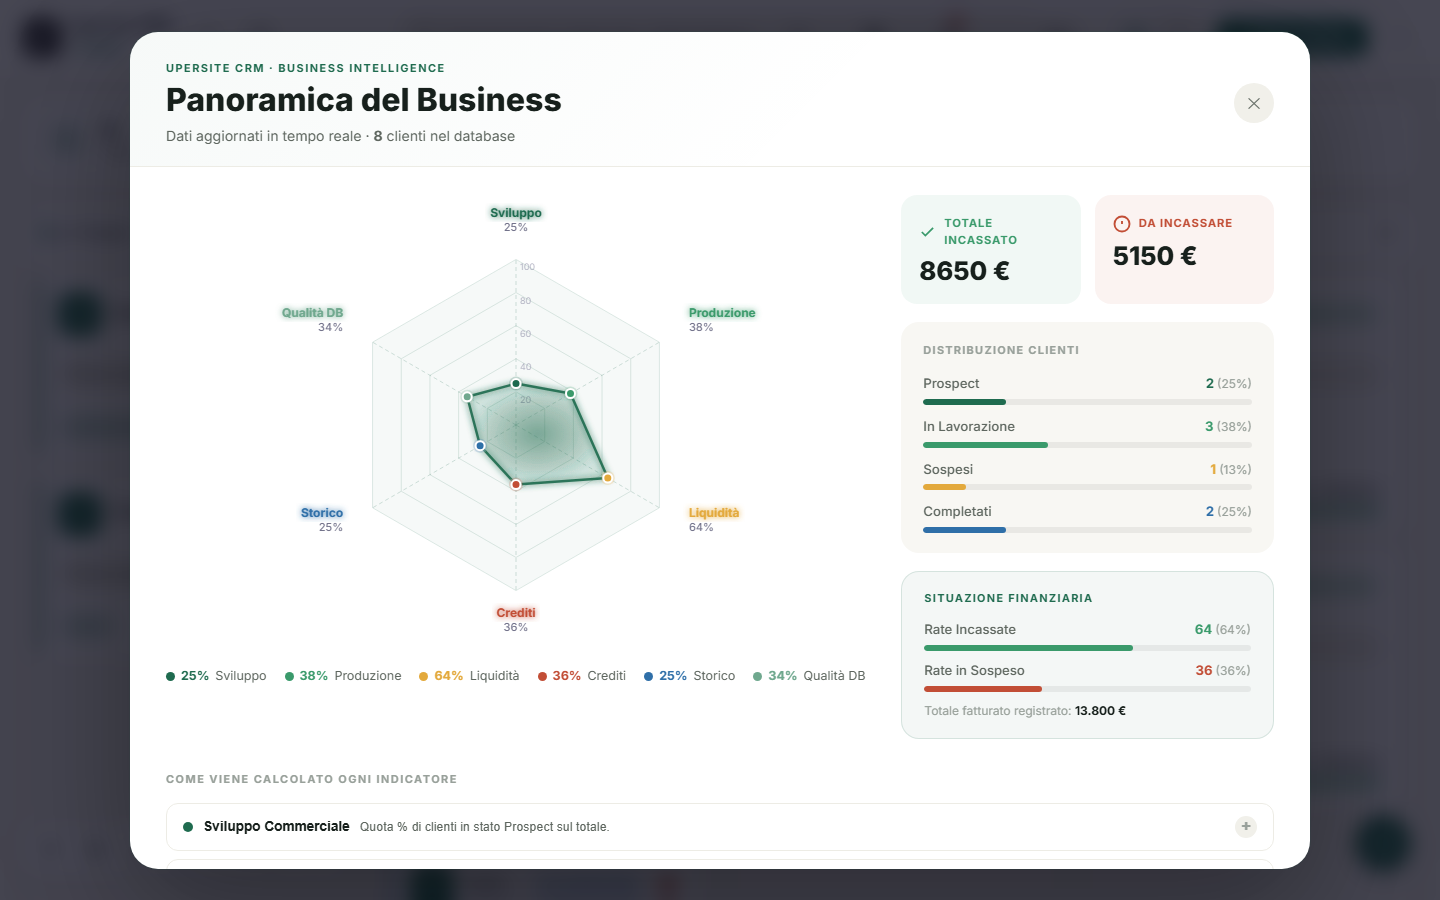 UPERSITE CRM · BUSINESS INTELLIGENCE
Panoramica del Business
Dati aggiornati in tempo reale · 8 clienti nel database
Sviluppo
25%
Qualità DB
34%
Produzione
38%
100
80
60
40
20
Storico
25%
Liquidità
64%
Crediti
36%
25% Sviluppo
38% Produzione
64% Liquidità
36% Crediti
25% Storico
34% Qualità DB
TOTALE
INCASSATO
8650 €
DA INCASSARE
5150 €
DISTRIBUZIONE CLIENTI
Prospect 2 (25%)
In Lavorazione 3 (38%)
Sospesi 1 (13%)
Completati 2 (25%)
SITUAZIONE FINANZIARIA
Rate Incassate 64 (64%)
Rate in Sospeso 36 (36%)
Totale fatturato registrato: 13.800 €
COME VIENE CALCOLATO OGNI INDICATORE
Sviluppo Commerciale Quota % di clienti in stato Prospect sul totale.